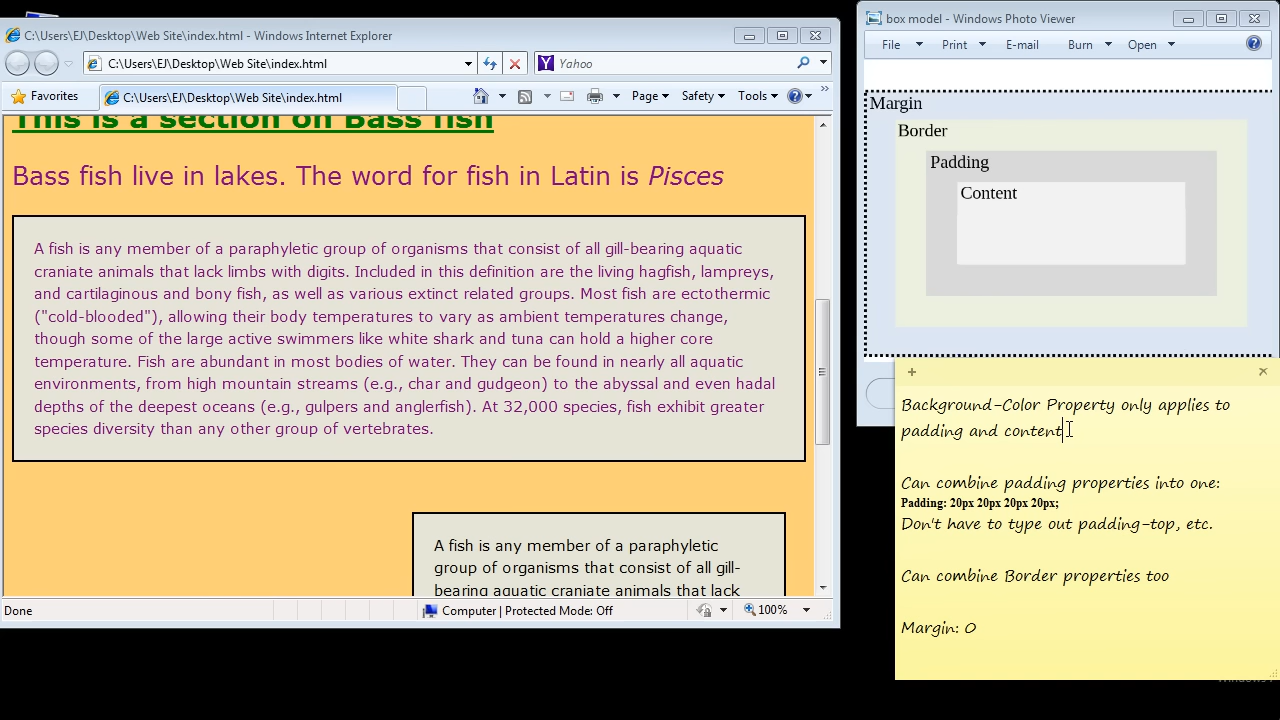 C:\Users\EJ\Desktop\Web Site\index.html - Windows Internet Explorer
C:\Users\EJ\Desktop\Web Site\index.html
Yahoo
Favorites
C:\Users\EJ\Desktop\Web Site\index.html
Page
Safety
Tools
This is a section on Bass fish
Bass fish live in lakes. The word for fish in Latin is Pisces
A fish is any member of a paraphyletic group of organisms that consist of all gill-bearing aquatic
craniate animals that lack limbs with digits. Included in this definition are the living hagfish, lampreys,
and cartilaginous and bony fish, as well as various extinct related groups. Most fish are ectothermic
("cold-blooded"), allowing their body temperatures to vary as ambient temperatures change,
though some of the large active swimmers like white shark and tuna can hold a higher core
temperature. Fish are abundant in most bodies of water. They can be found in nearly all aquatic
environments, from high mountain streams (e.g., char and gudgeon) to the abyssal and even hadal
depths of the deepest oceans (e.g., gulpers and anglerfish). At 32,000 species, fish exhibit greater
species diversity than any other group of vertebrates.
A fish is any member of a paraphyletic
group of organisms that consist of all gill-
bearing aquatic craniate animals that lack
Done
Computer | Protected Mode: Off
100%
box model - Windows Photo Viewer
File
Print
E-mail
Burn
Open
Margin
Border
Padding
Content
Background-Color Property only applies to
padding and content
Can combine padding properties into one:
Padding: 20px 20px 20px 20px;
Don't have to type out padding-top, etc.
Can combine Border properties too
Margin: 0